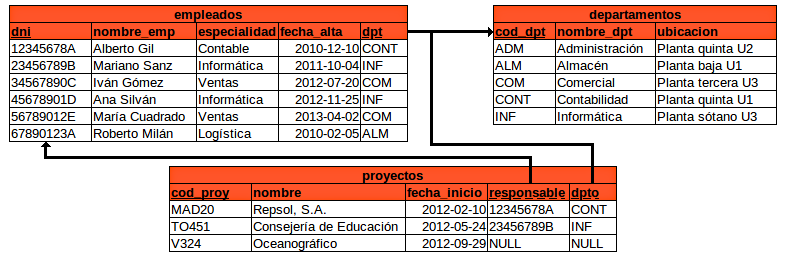 empleados
dni nombre_emp especialidad fecha_alta dpt
12345678A Alberto Gil Contable 2010-12-10 CONT
23456789B Mariano Sanz Informática 2011-10-04 INF
34567890C Iván Gómez Ventas 2012-07-20 COM
45678901D Ana Silván Informática 2012-11-25 INF
56789012E María Cuadrado Ventas 2013-04-02 COM
67890123A Roberto Milán Logística 2010-02-05 ALM
departamentos
cod_dpt nombre_dpt ubicacion
ADM Administración Planta quinta U2
ALM Almacén Planta baja U1
COM Comercial Planta tercera U3
CONT Contabilidad Planta quinta U1
INF Informática Planta sótano U3
proyectos
cod_proy nombre fecha_inicio responsable dpto
MAD20 Repsol, S.A. 2012-02-10 12345678A CONT
TO451 Consejería de Educación 2012-05-24 23456789B INF
V324 Oceanográfico 2012-09-29 NULL NULL